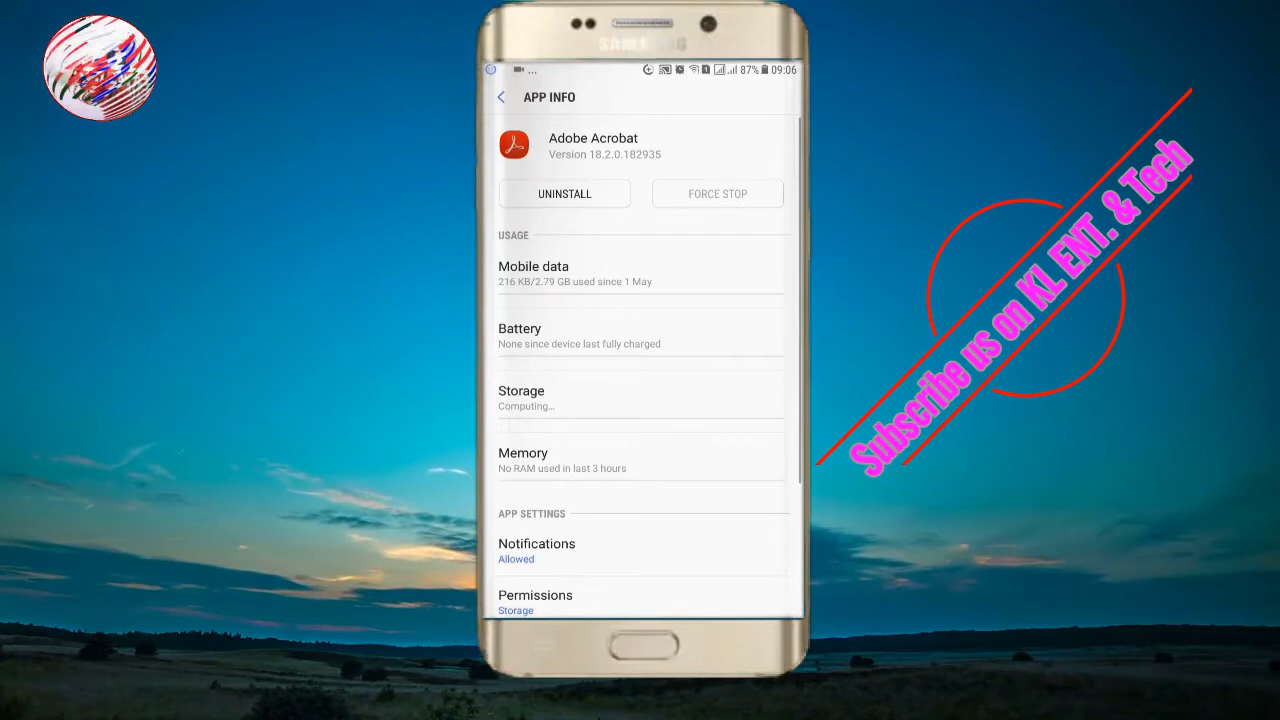 SAMSUNG
... 87% 09:06
APP INFO
Adobe Acrobat
Version 18.2.0.182935
UNINSTALL
FORCE STOP
USAGE
Mobile data
216 KB/2.79 GB used since 1 May
Battery
None since device last fully charged
Storage
Computing...
Memory
No RAM used in last 3 hours
APP SETTINGS
Notifications
Allowed
Permissions
Storage
Subscribe us on KL ENT. & Tech